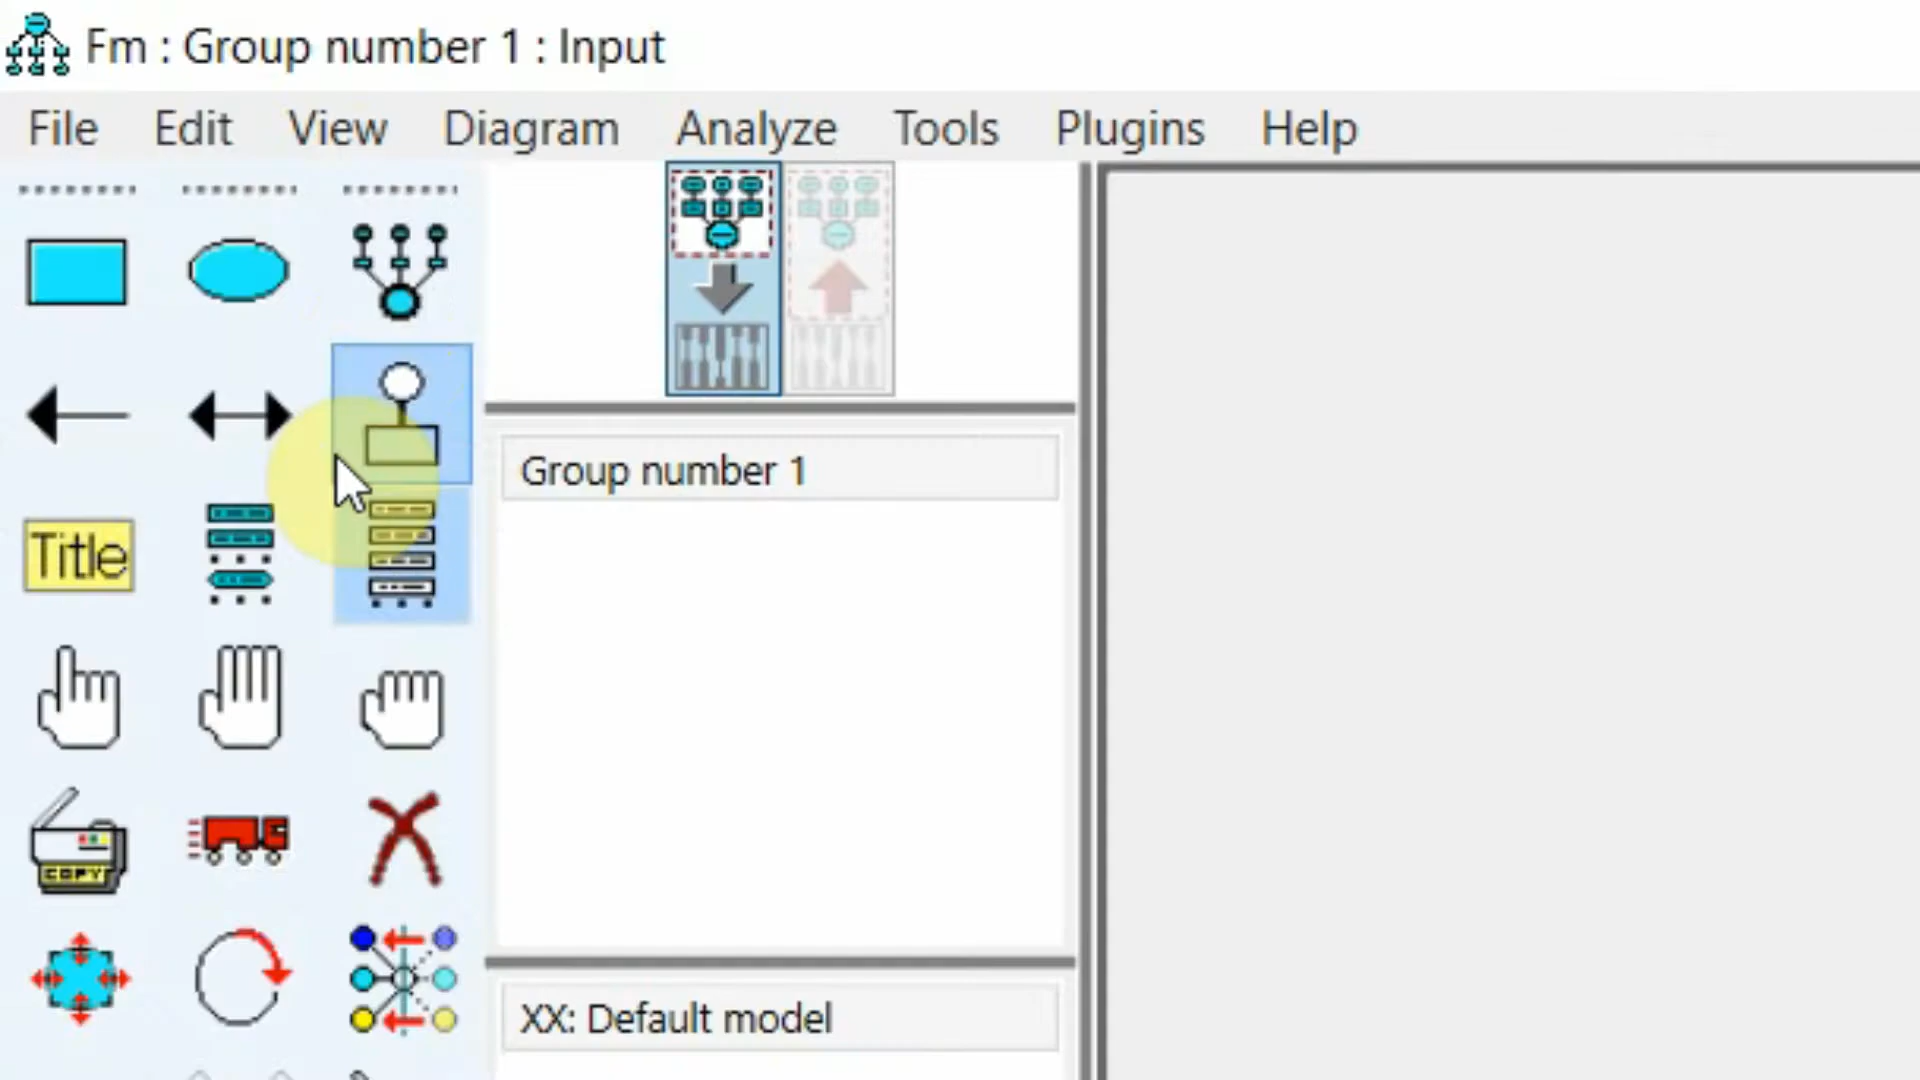 Fm : Group number 1 : Input
File Edit View Diagram Analyze Tools Plugins Help
Title
Group number 1
COPY
XX: Default model